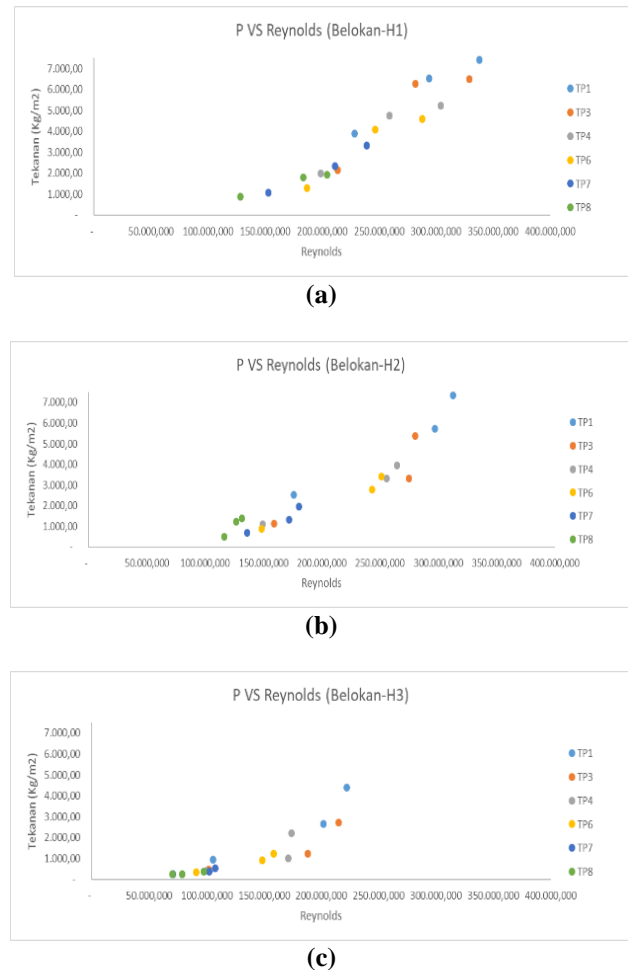 P VS Reynolds (Belokan-H1)
Tekanan (Kg/m2)
7.000,00
6.000,00
5.000,00
4.000,00
3.000,00
2.000,00
1.000,00
-
- 50.000,000 100.000,000 150.000,000 200.000,000 250.000,000 300.000,000 350.000,000 400.000,000
Reynolds
TP1
TP3
TP4
TP6
TP7
TP8
(a)
P VS Reynolds (Belokan-H2)
Tekanan (Kg/m2)
7.000,00
6.000,00
5.000,00
4.000,00
3.000,00
2.000,00
1.000,00
-
- 50.000,000 100.000,000 150.000,000 200.000,000 250.000,000 300.000,000 350.000,000 400.000,000
Reynolds
TP1
TP3
TP4
TP6
TP7
TP8
(b)
P VS Reynolds (Belokan-H3)
Tekanan (Kg/m2)
7.000,00
6.000,00
5.000,00
4.000,00
3.000,00
2.000,00
1.000,00
-
- 50.000,000 100.000,000 150.000,000 200.000,000 250.000,000 300.000,000 350.000,000 400.000,000
Reynolds
TP1
TP3
TP4
TP6
TP7
TP8
(c)